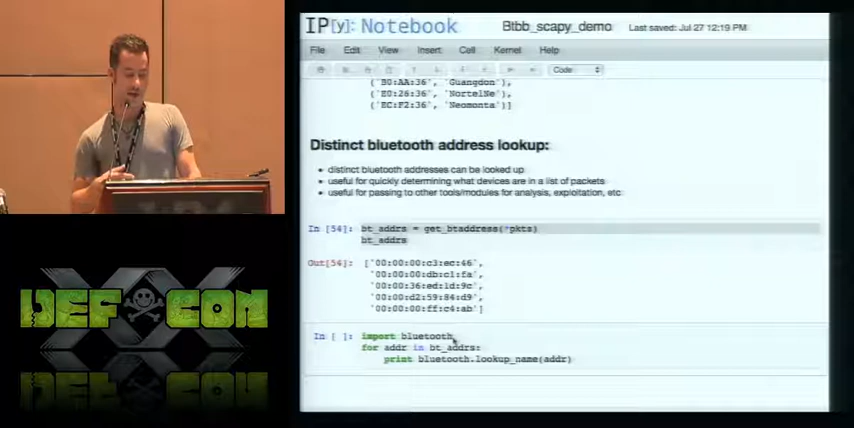 IP[y]: Notebook Btbb_scapy_demo Last saved: Jul 27 12:19 PM
File Edit View Insert Cell Kernel Help
Code
('B0:AA:36', 'Guangdon'),
('E0:26:36', 'NortelNe'),
('EC:F2:36', 'Neomonta')]
Distinct bluetooth address lookup:
• distinct bluetooth addresses can be looked up
• useful for quickly determining what devices are in a list of packets
• useful for passing to other tools/modules for analysis, exploitation, etc
In [54]: bt_addrs = get_btaddress(*pkts)
bt_addrs
Out[54]: ['00:00:00:c3:ec:46',
'00:00:00:db:c1:fa',
'00:00:36:ed:1d:9c',
'00:00:d2:59:84:d9',
'00:00:00:ff:c4:ab']
In [ ]: import bluetooth
for addr in bt_addrs:
print bluetooth.lookup_name(addr)
DEF CON
XX